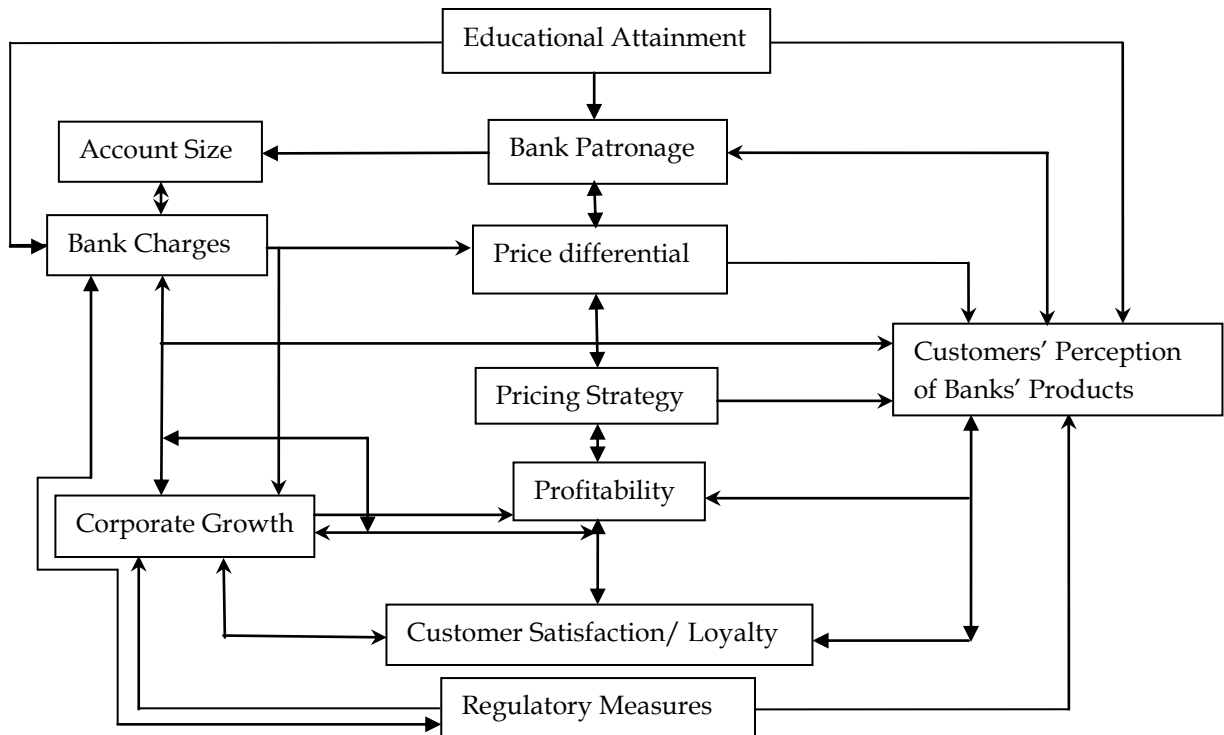 Educational Attainment
Account Size
Bank Patronage
Bank Charges
Price differential
Customers’ Perception
of Banks’ Products
Pricing Strategy
Profitability
Corporate Growth
Customer Satisfaction/ Loyalty
Regulatory Measures